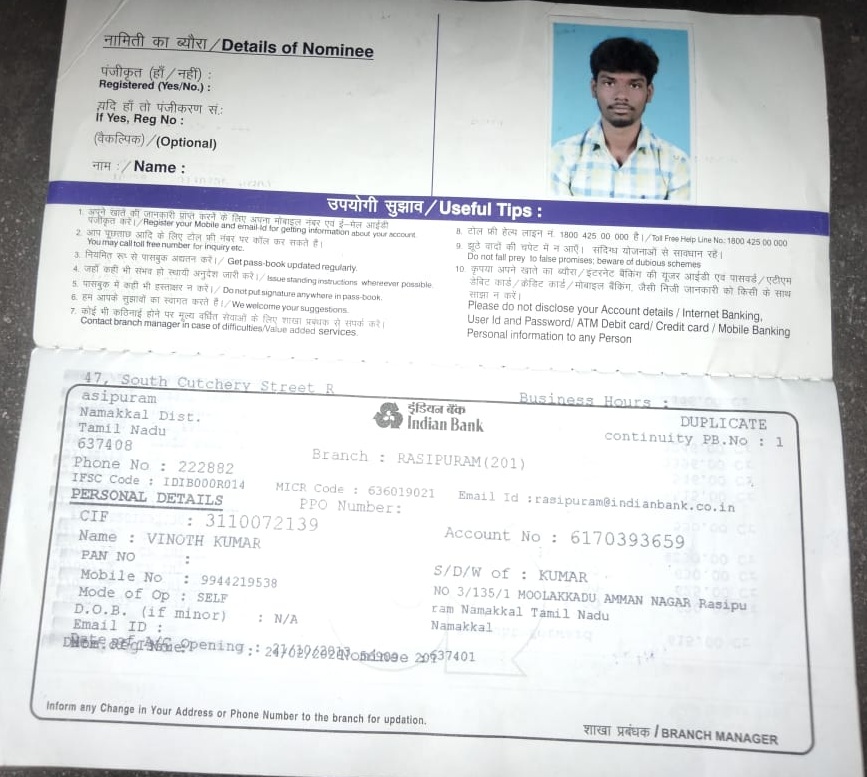 नामिती का ब्यौरा / Details of Nominee
पंजीकृत (हाँ / नहीं) :
Registered (Yes/No.) :
यदि हाँ तो पंजीकरण सं:
If Yes, Reg No :
(वैकल्पिक) / (Optional)
नाम : / Name :
उपयोगी सुझाव / Useful Tips :
1. अपने खाते की जानकारी प्राप्त करने के लिए अपना मोबाइल नंबर एवं ई-मेल आईडी
पंजीकृत करें। / Register your Mobile and email-Id for getting information about your account.
2. आप पूछताछ आदि के लिए टोल फ्री नंबर पर कॉल कर सकते हैं।
You may call toll free number for inquiry etc.
3. नियमित रूप से पासबुक अद्यतन करें। / Get pass-book updated regularly.
4. जहाँ कहीं भी संभव हो स्थायी अनुदेश जारी करें। / Issue standing instructions whereever possible.
5. पासबुक में कहीं भी हस्ताक्षर न करें। / Do not put signature anywhere in pass-book.
6. हम आपके सुझावों का स्वागत करते हैं। / We welcome your suggestions.
7. कोई भी कठिनाई होने पर मूल्य वर्धित सेवाओं के लिए शाखा प्रबंधक से संपर्क करें।
Contact branch manager in case of difficulties/Value added services.
8. टोल फ्री हेल्प लाइन नं. 1800 425 00 000 है। / Toll Free Help Line No.: 1800 425 00 000
9. झूठे वादों की चपेट में न आएँ। संदिग्ध योजनाओं से सावधान रहें।
Do not fall prey to false promises; beware of dubious schemes
10. कृपया अपने खाते का ब्यौरा / इंटरनेट बैंकिंग की यूजर आईडी एवं पासवर्ड / एटीएम
डेबिट कार्ड / क्रेडिट कार्ड / मोबाइल बैंकिंग, जैसी निजी जानकारी को किसी के साथ
साझा न करें।
Please do not disclose your Account details / Internet Banking,
User Id and Password/ ATM Debit card/ Credit card / Mobile Banking
Personal information to any Person
47, South Cutchery Street R
asipuram
Namakkal Dist.
Tamil Nadu
637408
Phone No : 222882
IFSC Code : IDIB000R014
इंडियन बैंक
Indian Bank
Business Hours :
DUPLICATE
continuity PB.No : 1
Branch : RASIPURAM(201)
MICR Code : 636019021
Email Id :rasipuram@indianbank.co.in
PERSONAL DETAILS
PPO Number:
CIF : 3110072139
Account No : 6170393659
Name : VINOTH KUMAR
PAN NO :
S/D/W of : KUMAR
Mobile No : 9944219538
NO 3/135/1 MOOLAKKADU AMMAN NAGAR Rasipu
Mode of Op : SELF
ram Namakkal Tamil Nadu
D.O.B. (if minor) : N/A
Namakkal
Email ID :
Date of A/C Opening :
637401
Inform any Change in Your Address or Phone Number to the branch for updation.
शाखा प्रबंधक / BRANCH MANAGER